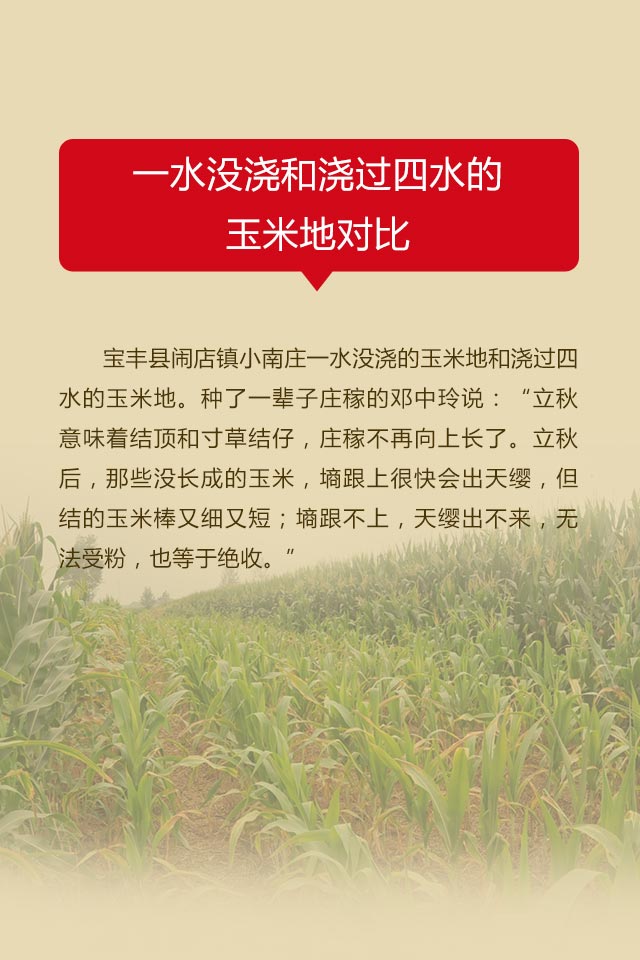 一水没浇和浇过四水的
玉米地对比
宝丰县闹店镇小南庄一水没浇的玉米地和浇过四
水的玉米地。种了一辈子庄稼的邓中玲说：“立秋
意味着结顶和寸草结仔，庄稼不再向上长了。立秋
后，那些没长成的玉米，墒跟上很快会出天缨，但
结的玉米棒又细又短；墒跟不上，天缨出不来，无
法受粉，也等于绝收。”